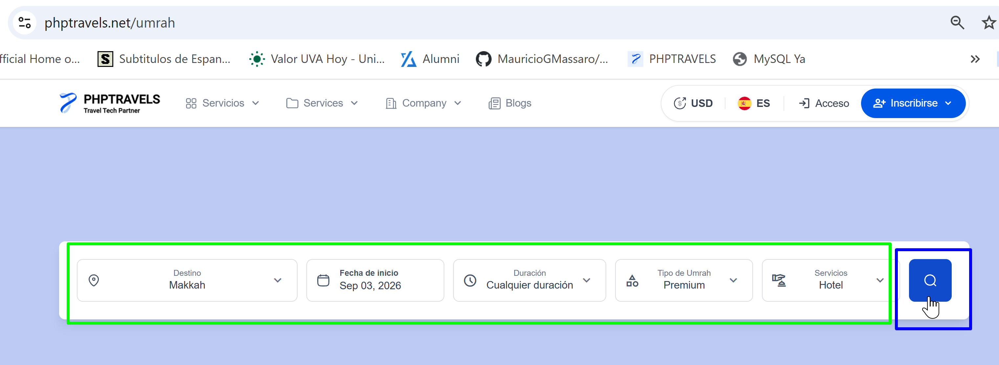 phptravels.net/umrah
fficial Home o... Subtitulos de Espan... Valor UVA Hoy - Uni... Alumni MauricioGMassaro/... PHPTRAVELS MySQL Ya
PHPTRAVELS
Travel Tech Partner
Servicios Services Company Blogs USD ES Acceso Inscribirse
Destino
Makkah
Fecha de inicio
Sep 03, 2026
Duración
Cualquier duración
Tipo de Umrah
Premium
Servicios
Hotel